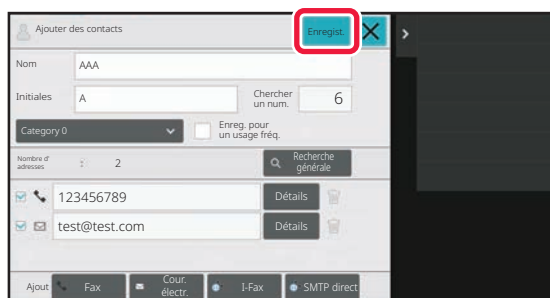 Ajouter des contacts
Enregist.
Nom
AAA
Initiales
A
Chercher
un num.
6
Category 0
Enreg. pour
un usage fréq.
Nombre d'
adresses
:
2
Recherche
générale
123456789
Détails
test@test.com
Détails
Ajout
Fax
Cour.
électr.
I-Fax
SMTP direct